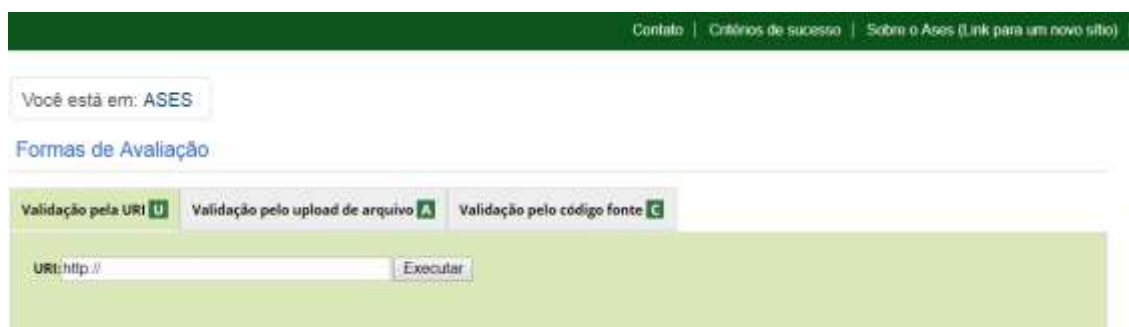 Contato | Critérios de sucesso | Sobre o Ases (Link para um novo sítio)
Você está em: ASES
Formas de Avaliação
Validação pela URI U Validação pelo upload de arquivo A Validação pelo código fonte C
URI: http:// Executar